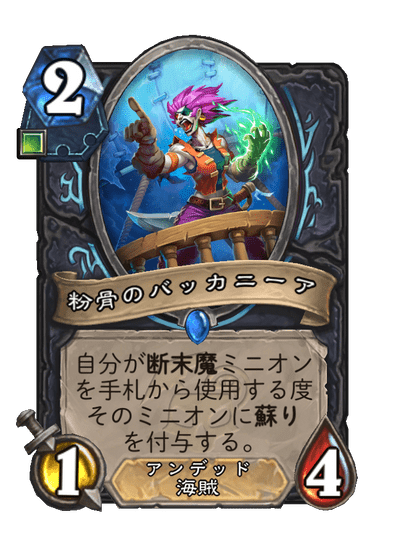 2
粉骨のバッカニーア
自分が断末魔ミニオン
を手札から使用する度
そのミニオンに蘇り
を付与する。
アンデッド
海賊
1
4